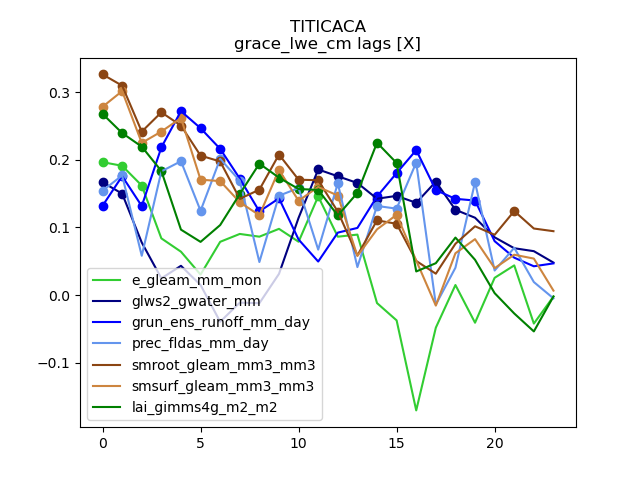 TITICACA
grace_lwe_cm lags [X]
0.3
0.2
0.1
0.0
−0.1
e_gleam_mm_mon
glws2_gwater_mm
grun_ens_runoff_mm_day
prec_fldas_mm_day
smroot_gleam_mm3_mm3
smsurf_gleam_mm3_mm3
lai_gimms4g_m2_m2
0 5 10 15 20